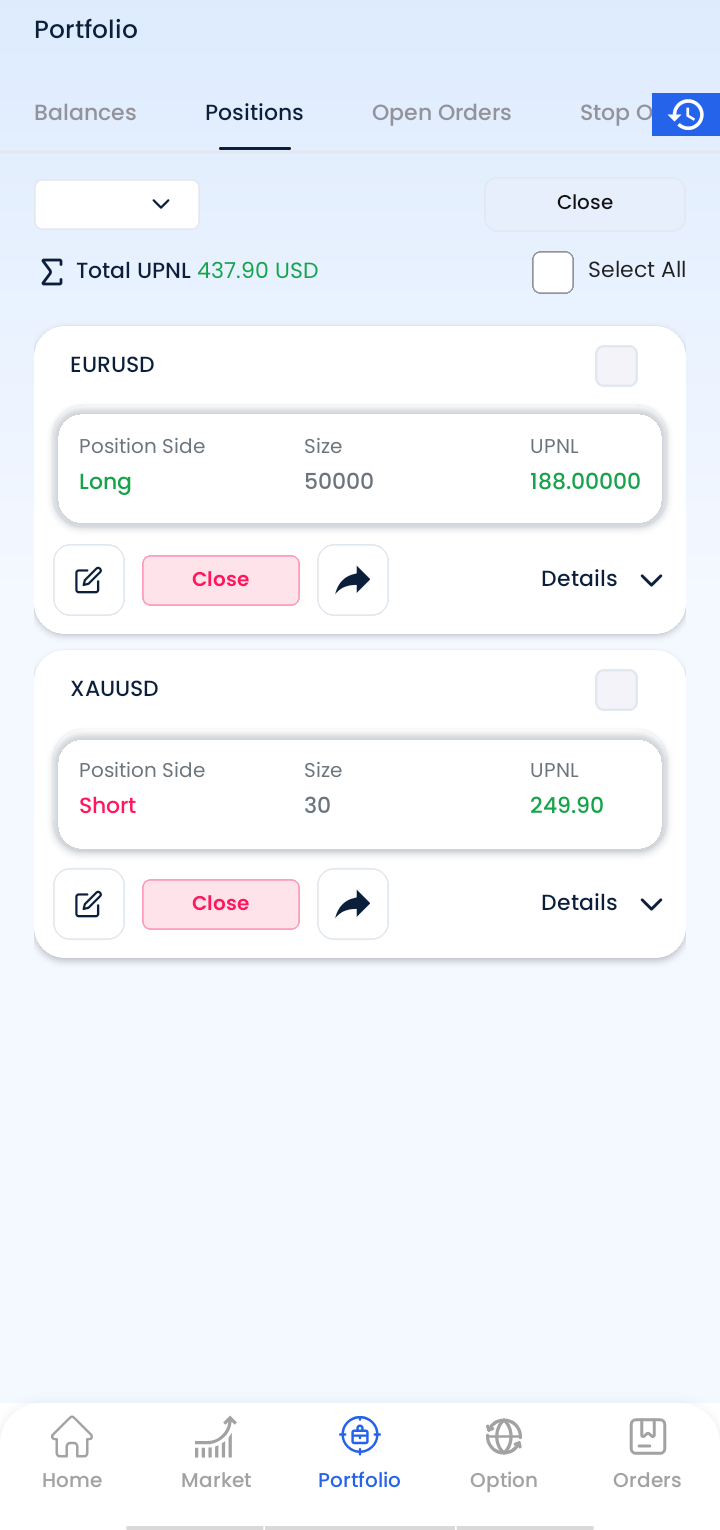 Portfolio
Balances Positions Open Orders Stop O
Close
Total UPNL 437.90 USD Select All
EURUSD
Position Side Size UPNL
Long 50000 188.00000
Close Details
XAUUSD
Position Side Size UPNL
Short 30 249.90
Close Details
Home Market Portfolio Option Orders